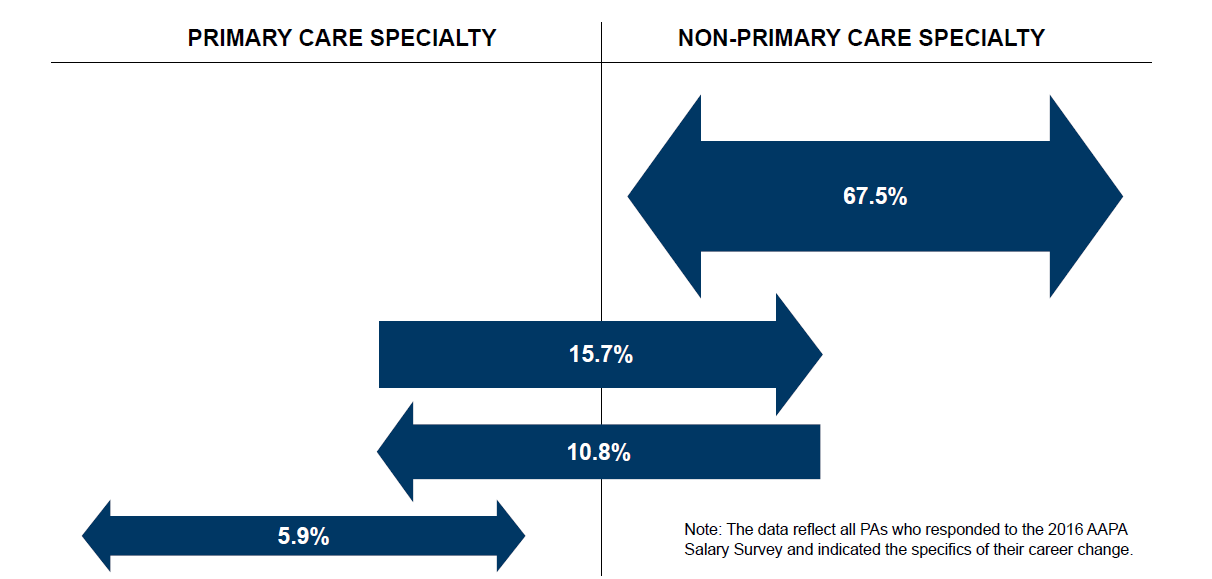 PRIMARY CARE SPECIALTY
NON-PRIMARY CARE SPECIALTY
67.5%
15.7%
10.8%
5.9%
Note: The data reflect all PAs who responded to the 2016 AAPA
Salary Survey and indicated the specifics of their career change.